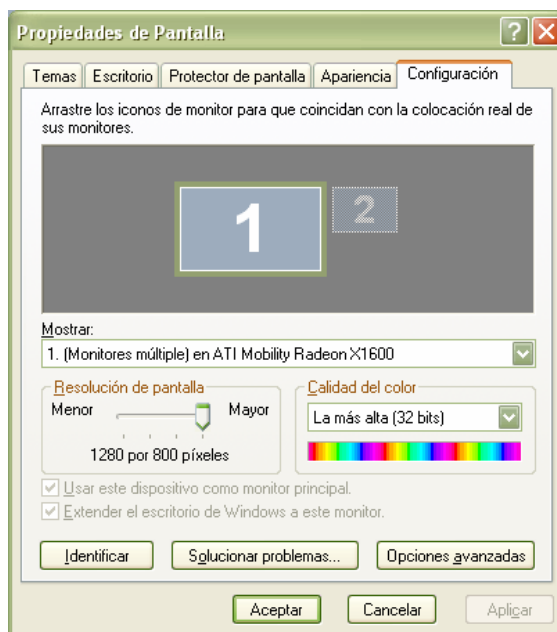 Propiedades de Pantalla
Temas Escritorio Protector de pantalla Apariencia Configuración
Arrastre los iconos de monitor para que coincidan con la colocación real de
sus monitores.
1 2
Mostrar:
1. (Monitores múltiple) en ATI Mobility Radeon X1600
Resolución de pantalla
Menor Mayor
1280 por 800 píxeles
Calidad del color
La más alta (32 bits)
Usar este dispositivo como monitor principal.
Extender el escritorio de Windows a este monitor.
Identificar Solucionar problemas... Opciones avanzadas
Aceptar Cancelar Aplicar